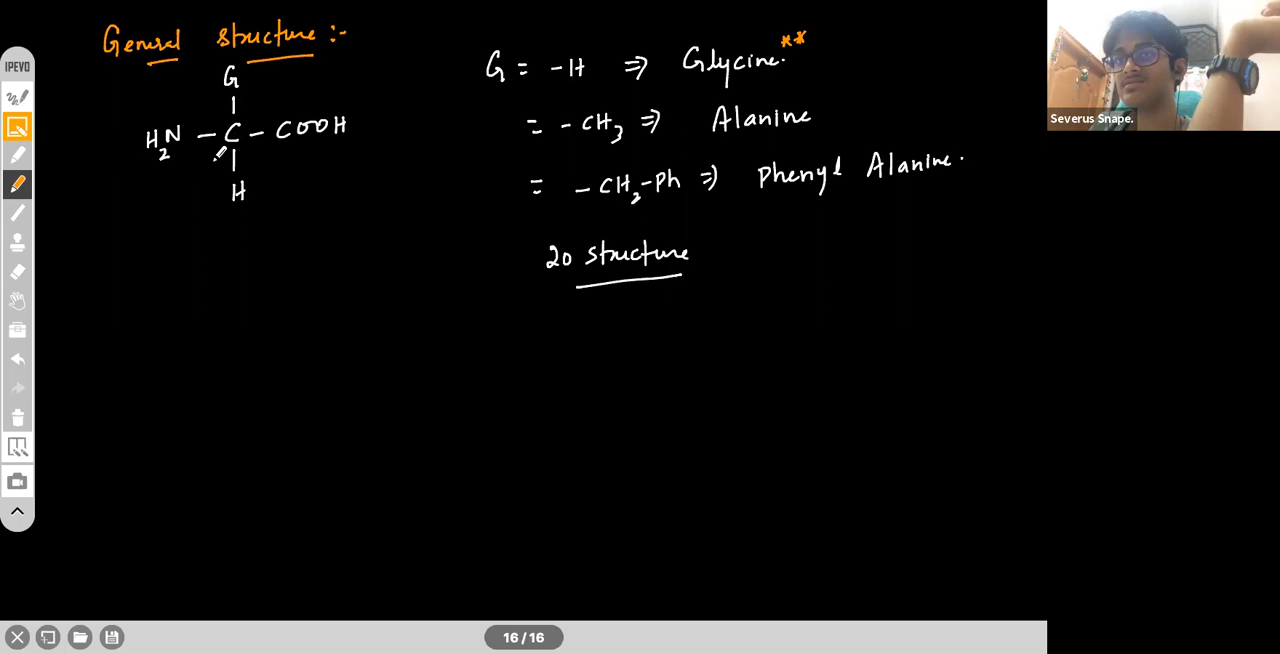 General structure :-
G
|
H₂N - C - COOH
|
H
G = -H ⇒ Glycine. **
= - CH₃ ⇒ Alanine
= - CH₂-Ph ⇒ Phenyl Alanine.
20 structure
IPEVO
Severus Snape.
16 / 16